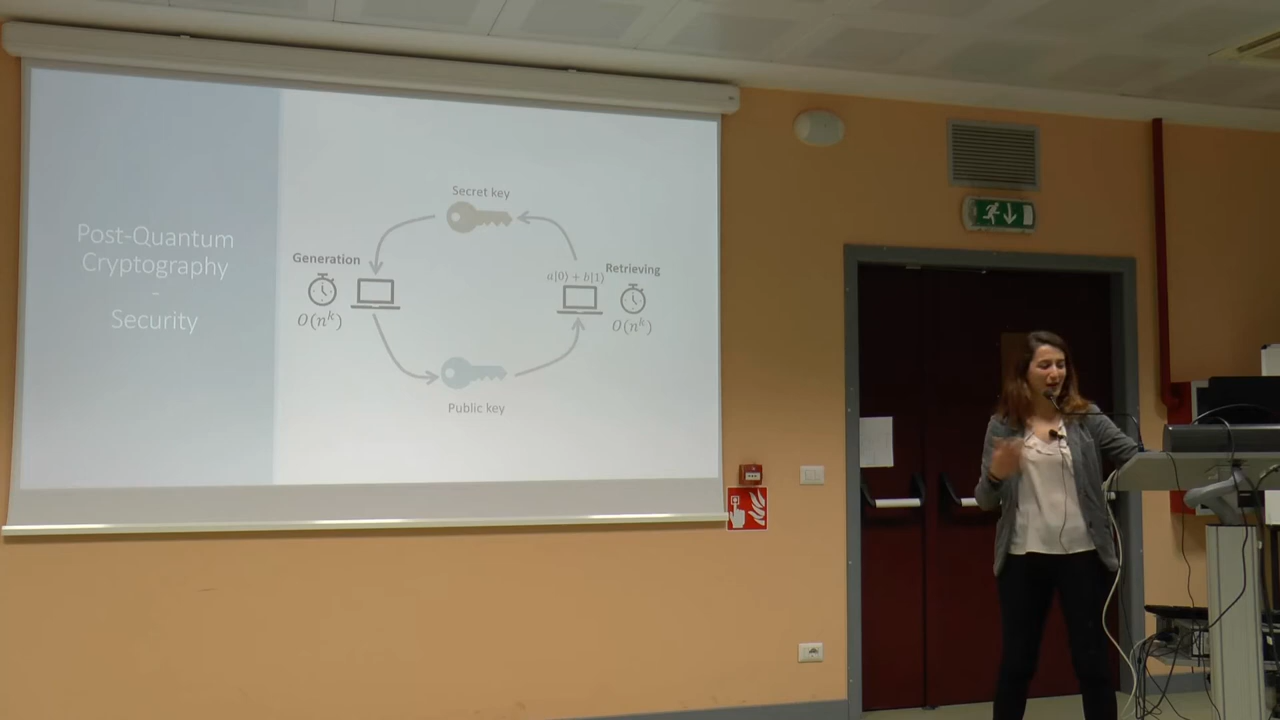 Post-Quantum
Cryptography
-
Security
Secret key
Generation
O(n^k)
a|0⟩ + b|1⟩
Retrieving
O(n^k)
Public key